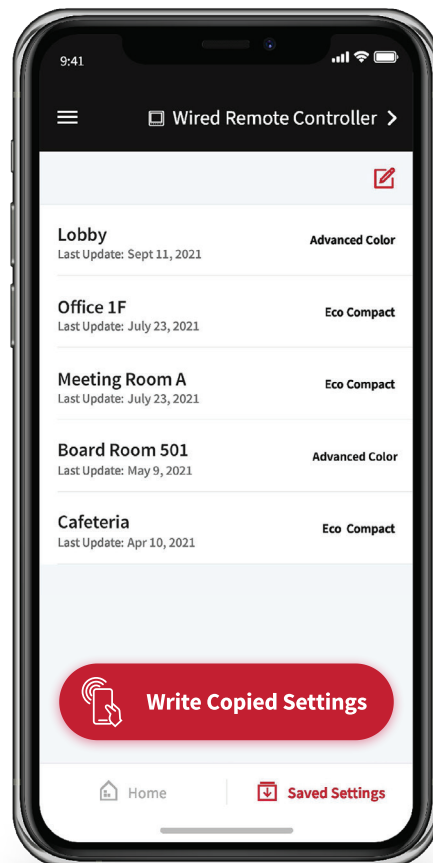 9:41
Wired Remote Controller
Lobby
Advanced Color
Last Update: Sept 11, 2021
Office 1F
Eco Compact
Last Update: July 23, 2021
Meeting Room A
Eco Compact
Last Update: July 23, 2021
Board Room 501
Advanced Color
Last Update: May 9, 2021
Cafeteria
Eco Compact
Last Update: Apr 10, 2021
Write Copied Settings
Home
Saved Settings